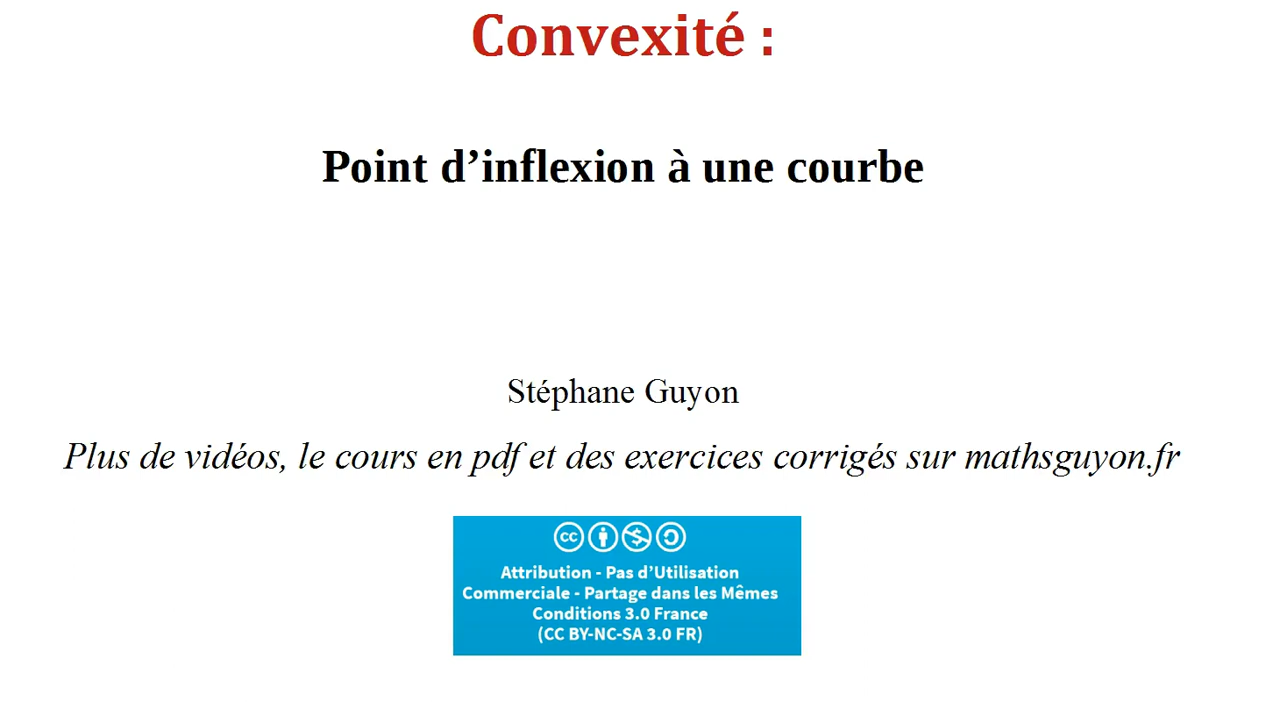 Convexité :
Point d’inflexion à une courbe
Stéphane Guyon
Plus de vidéos, le cours en pdf et des exercices corrigés sur mathsguyon.fr
cc
Attribution - Pas d’Utilisation
Commerciale - Partage dans les Mêmes
Conditions 3.0 France
(CC BY-NC-SA 3.0 FR)